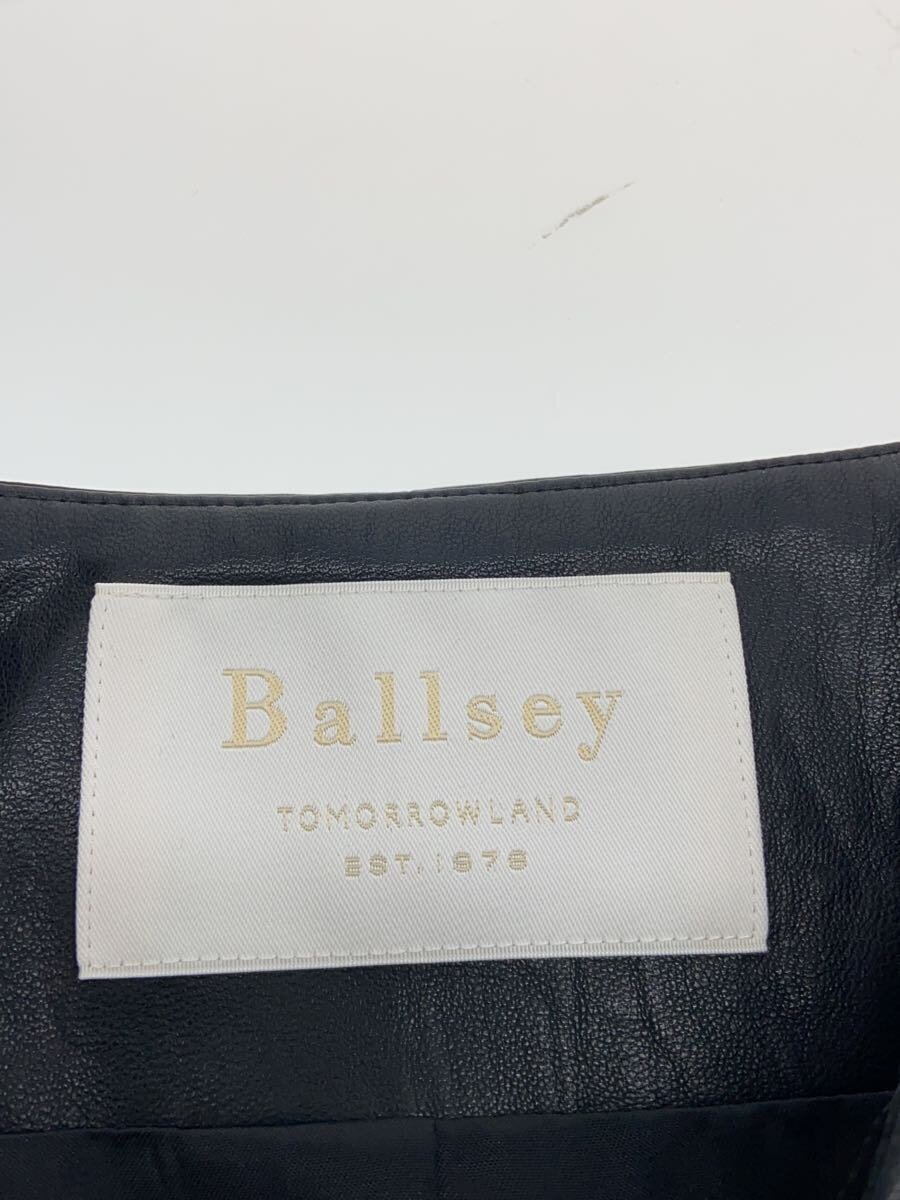 Ballsey
TOMORROWLAND
EST, 1978